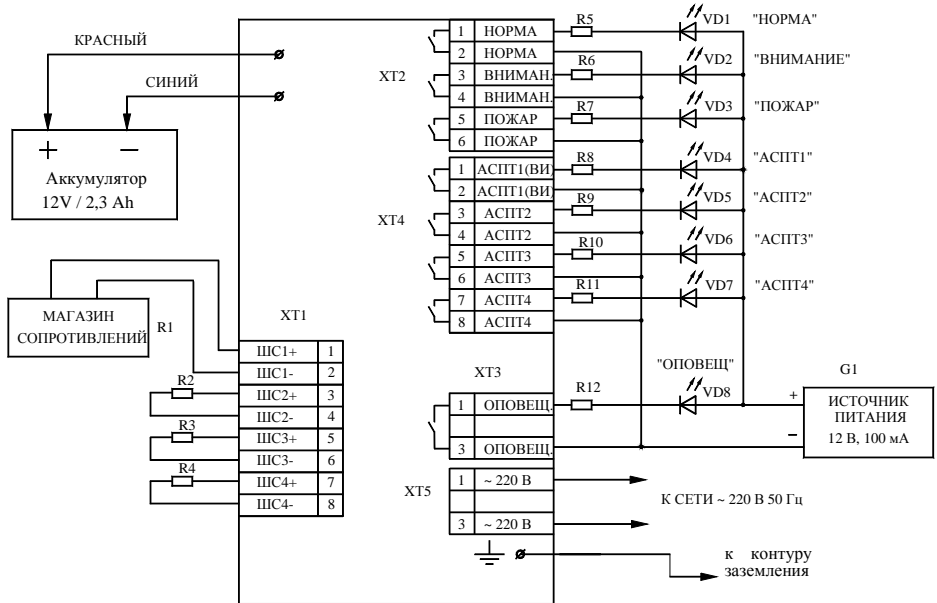 КРАСНЫЙ
СИНИЙ
+ —
Аккумулятор
12V / 2,3 Ah
МАГАЗИН
СОПРОТИВЛЕНИЙ
R1
XT1
ШС1+ 1
ШС1- 2
ШС2+ 3
ШС2- 4
ШС3+ 5
ШС3- 6
ШС4+ 7
ШС4- 8
R2
R3
R4
XT2
1 НОРМА
2 НОРМА
3 ВНИМАН.
4 ВНИМАН.
5 ПОЖАР
6 ПОЖАР
XT4
1 АСПТ1(ВИ)
2 АСПТ1(ВИ)
3 АСПТ2
4 АСПТ2
5 АСПТ3
6 АСПТ3
7 АСПТ4
8 АСПТ4
XT3
1 ОПОВЕЩ.
3 ОПОВЕЩ.
XT5
1 ~ 220 В
3 ~ 220 В
R5 VD1 "НОРМА"
R6 VD2 "ВНИМАНИЕ"
R7 VD3 "ПОЖАР"
R8 VD4 "АСПТ1"
R9 VD5 "АСПТ2"
R10 VD6 "АСПТ3"
R11 VD7 "АСПТ4"
"ОПОВЕЩ"
R12 VD8
G1
+
−
ИСТОЧНИК
ПИТАНИЯ
12 В, 100 мА
К СЕТИ ~ 220 В 50 Гц
к контуру
заземления